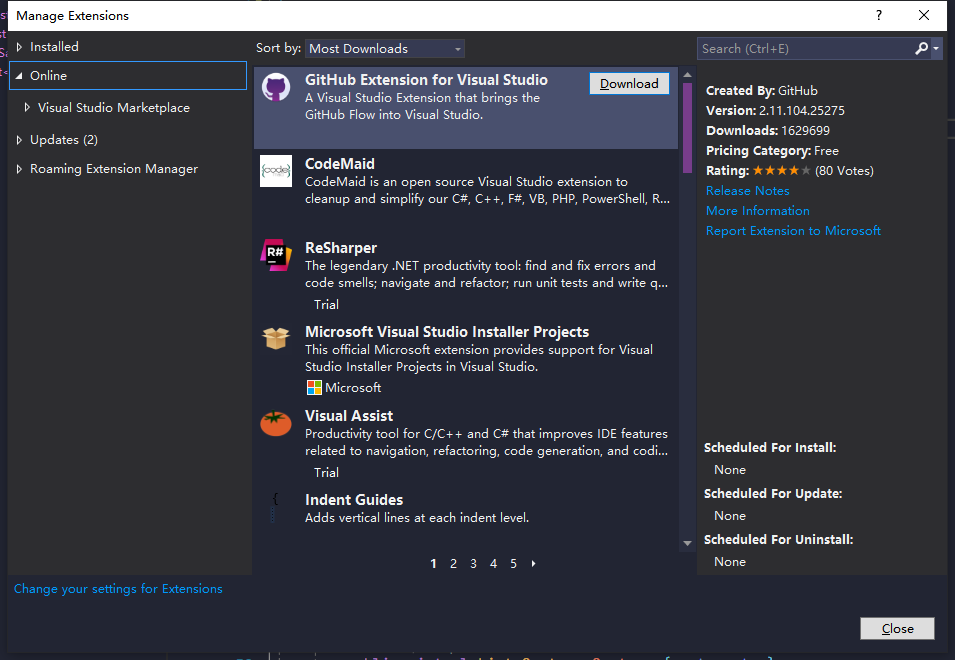 Manage Extensions
?
Installed
Online
Visual Studio Marketplace
Updates (2)
Roaming Extension Manager
Sort by: Most Downloads
GitHub Extension for Visual Studio
Download
A Visual Studio Extension that brings the
GitHub Flow into Visual Studio.
CodeMaid
CodeMaid is an open source Visual Studio extension to
cleanup and simplify our C#, C++, F#, VB, PHP, PowerShell, R...
R#
ReSharper
The legendary .NET productivity tool: find and fix errors and
code smells; navigate and refactor; run unit tests and write q...
Trial
Microsoft Visual Studio Installer Projects
This official Microsoft extension provides support for Visual
Studio Installer Projects in Visual Studio.
Microsoft
Visual Assist
Productivity tool for C/C++ and C# that improves IDE features
related to navigation, refactoring, code generation, and codi...
Trial
Indent Guides
Adds vertical lines at each indent level.
1 2 3 4 5
Search (Ctrl+E)
Created By: GitHub
Version: 2.11.104.25275
Downloads: 1629699
Pricing Category: Free
Rating: (80 Votes)
Release Notes
More Information
Report Extension to Microsoft
Scheduled For Install:
None
Scheduled For Update:
None
Scheduled For Uninstall:
None
Change your settings for Extensions
Close